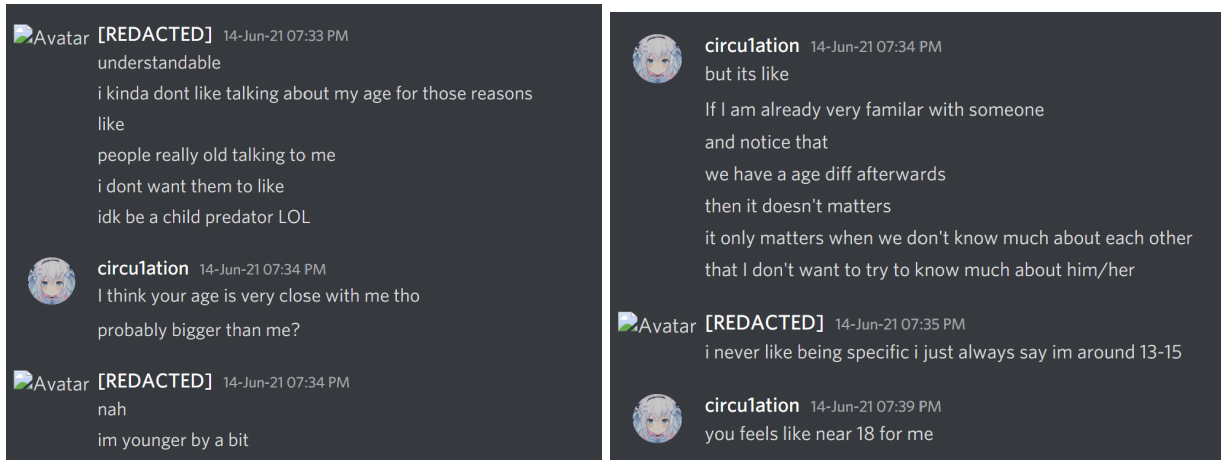 Avatar [REDACTED] 14-Jun-21 07:33 PM
understandable
i kinda dont like talking about my age for those reasons
like
people really old talking to me
i dont want them to like
idk be a child predator LOL
circu1ation 14-Jun-21 07:34 PM
I think your age is very close with me tho
probably bigger than me?
Avatar [REDACTED] 14-Jun-21 07:34 PM
nah
im younger by a bit
circu1ation 14-Jun-21 07:34 PM
but its like
If I am already very familar with someone
and notice that
we have a age diff afterwards
then it doesn't matters
it only matters when we don't know much about each other
that I don't want to try to know much about him/her
Avatar [REDACTED] 14-Jun-21 07:35 PM
i never like being specific i just always say im around 13-15
circu1ation 14-Jun-21 07:39 PM
you feels like near 18 for me